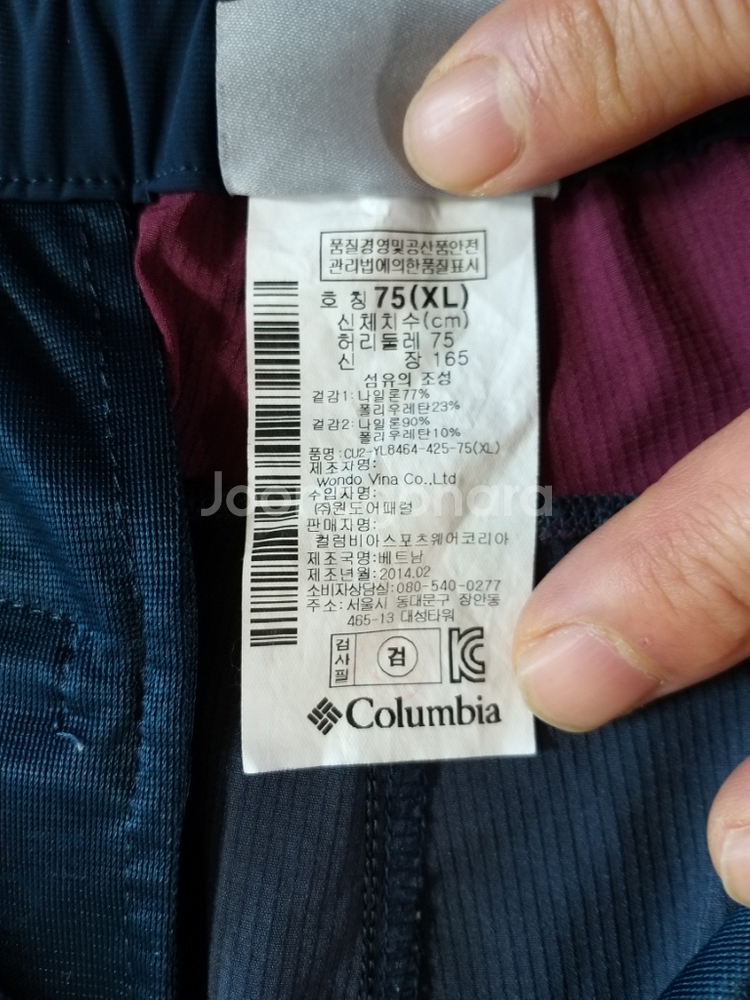 품질경영및공산품안전
관리법에의한품질표시
호 칭 75(XL)
신체치수(cm)
허리둘레 75
신 장 165
섬유의 조성
겉감1: 나일론77%
폴리우레탄23%
겉감2: 나일론90%
폴리우레탄10%
품명: CU2-YL8464-425-75(XL)
제조자명:
Wondo Vina Co.,Ltd
수입자명:
(주)원도어패럴
판매자명:
컬럼비아스포츠웨어코리아
제조국명: 베트남
제조년월: 2014.02
소비자상담실: 080-540-0277
주소: 서울시 동대문구 장안동
465-13 대성타워
검사필 검 KC
Columbia
Joonggonara